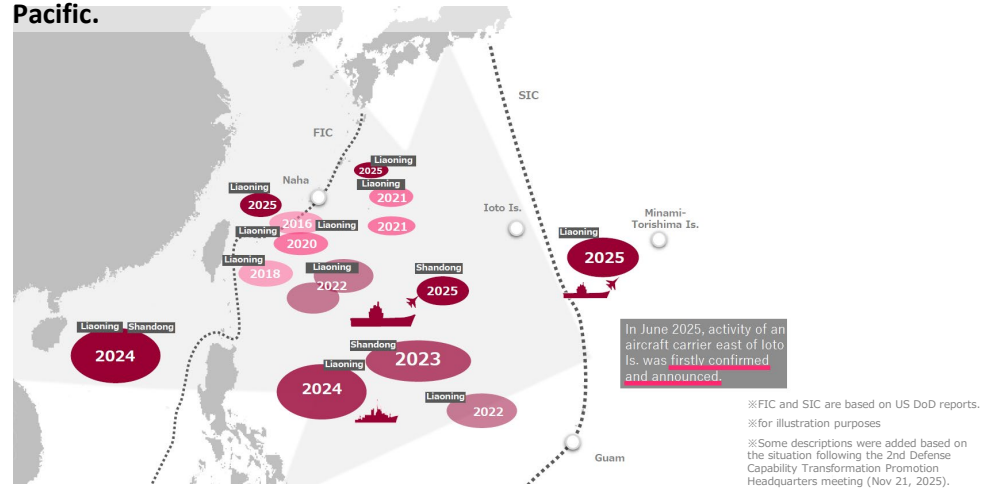 Pacific.
SIC
FIC
Liaoning
2025
Naha
Liaoning
2025
Liaoning
2021
Ioto Is.
Minami-
Torishima Is.
2016
Liaoning
2021
Liaoning
2020
Liaoning
2025
Liaoning
2018
Liaoning
2022
Shandong
2025
Liaoning
Shandong
2024
In June 2025, activity of an
aircraft carrier east of Ioto
Is. was firstly confirmed
and announced.
Shandong
2023
Liaoning
2024
Liaoning
2022
Guam
※FIC and SIC are based on US DoD reports.
※for illustration purposes
※Some descriptions were added based on
the situation following the 2nd Defense
Capability Transformation Promotion
Headquarters meeting (Nov 21, 2025).